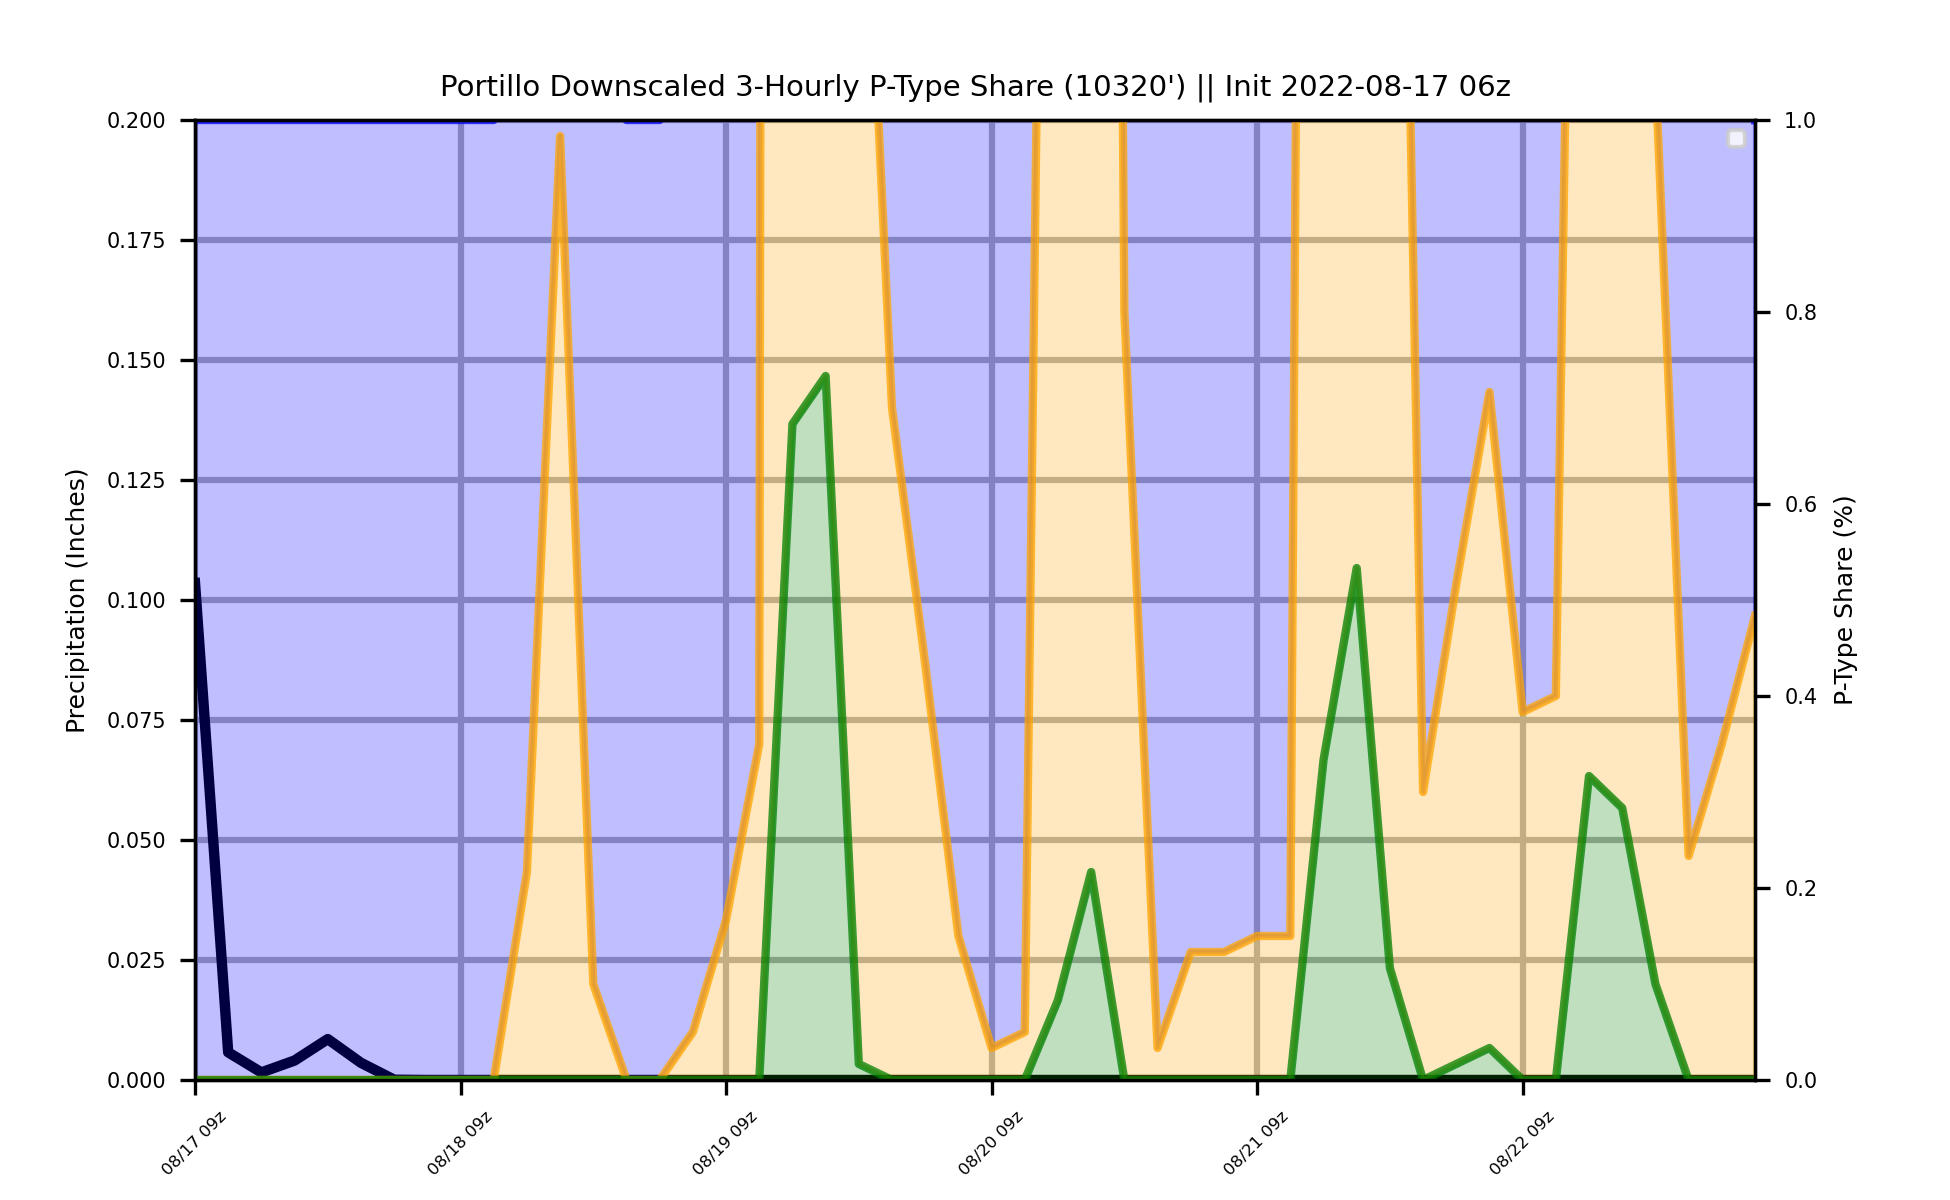 Portillo Downscaled 3-Hourly P-Type Share (10320') || Init 2022-08-17 06z
Precipitation (Inches)
0.200
0.175
0.150
0.125
0.100
0.075
0.050
0.025
0.000
1.0
0.8
0.6
0.4
0.2
0.0
P-Type Share (%)
08/17 09z
08/18 09z
08/19 09z
08/20 09z
08/21 09z
08/22 09z